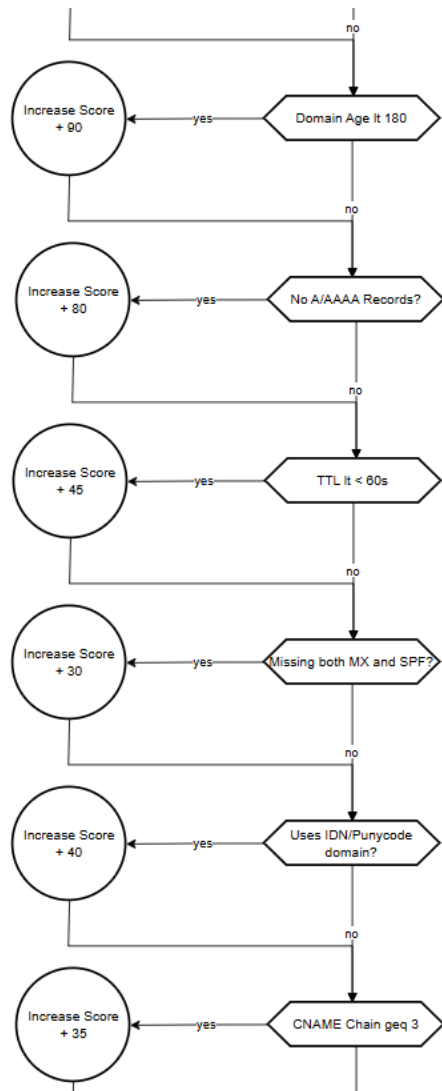 no
Increase Score
+ 90
yes
Domain Age lt 180
no
Increase Score
+ 80
yes
No A/AAAA Records?
no
Increase Score
+ 45
yes
TTL lt < 60s
no
Increase Score
+ 30
yes
Missing both MX and SPF?
no
Increase Score
+ 40
yes
Uses IDN/Punycode
domain?
no
Increase Score
+ 35
yes
CNAME Chain geq 3